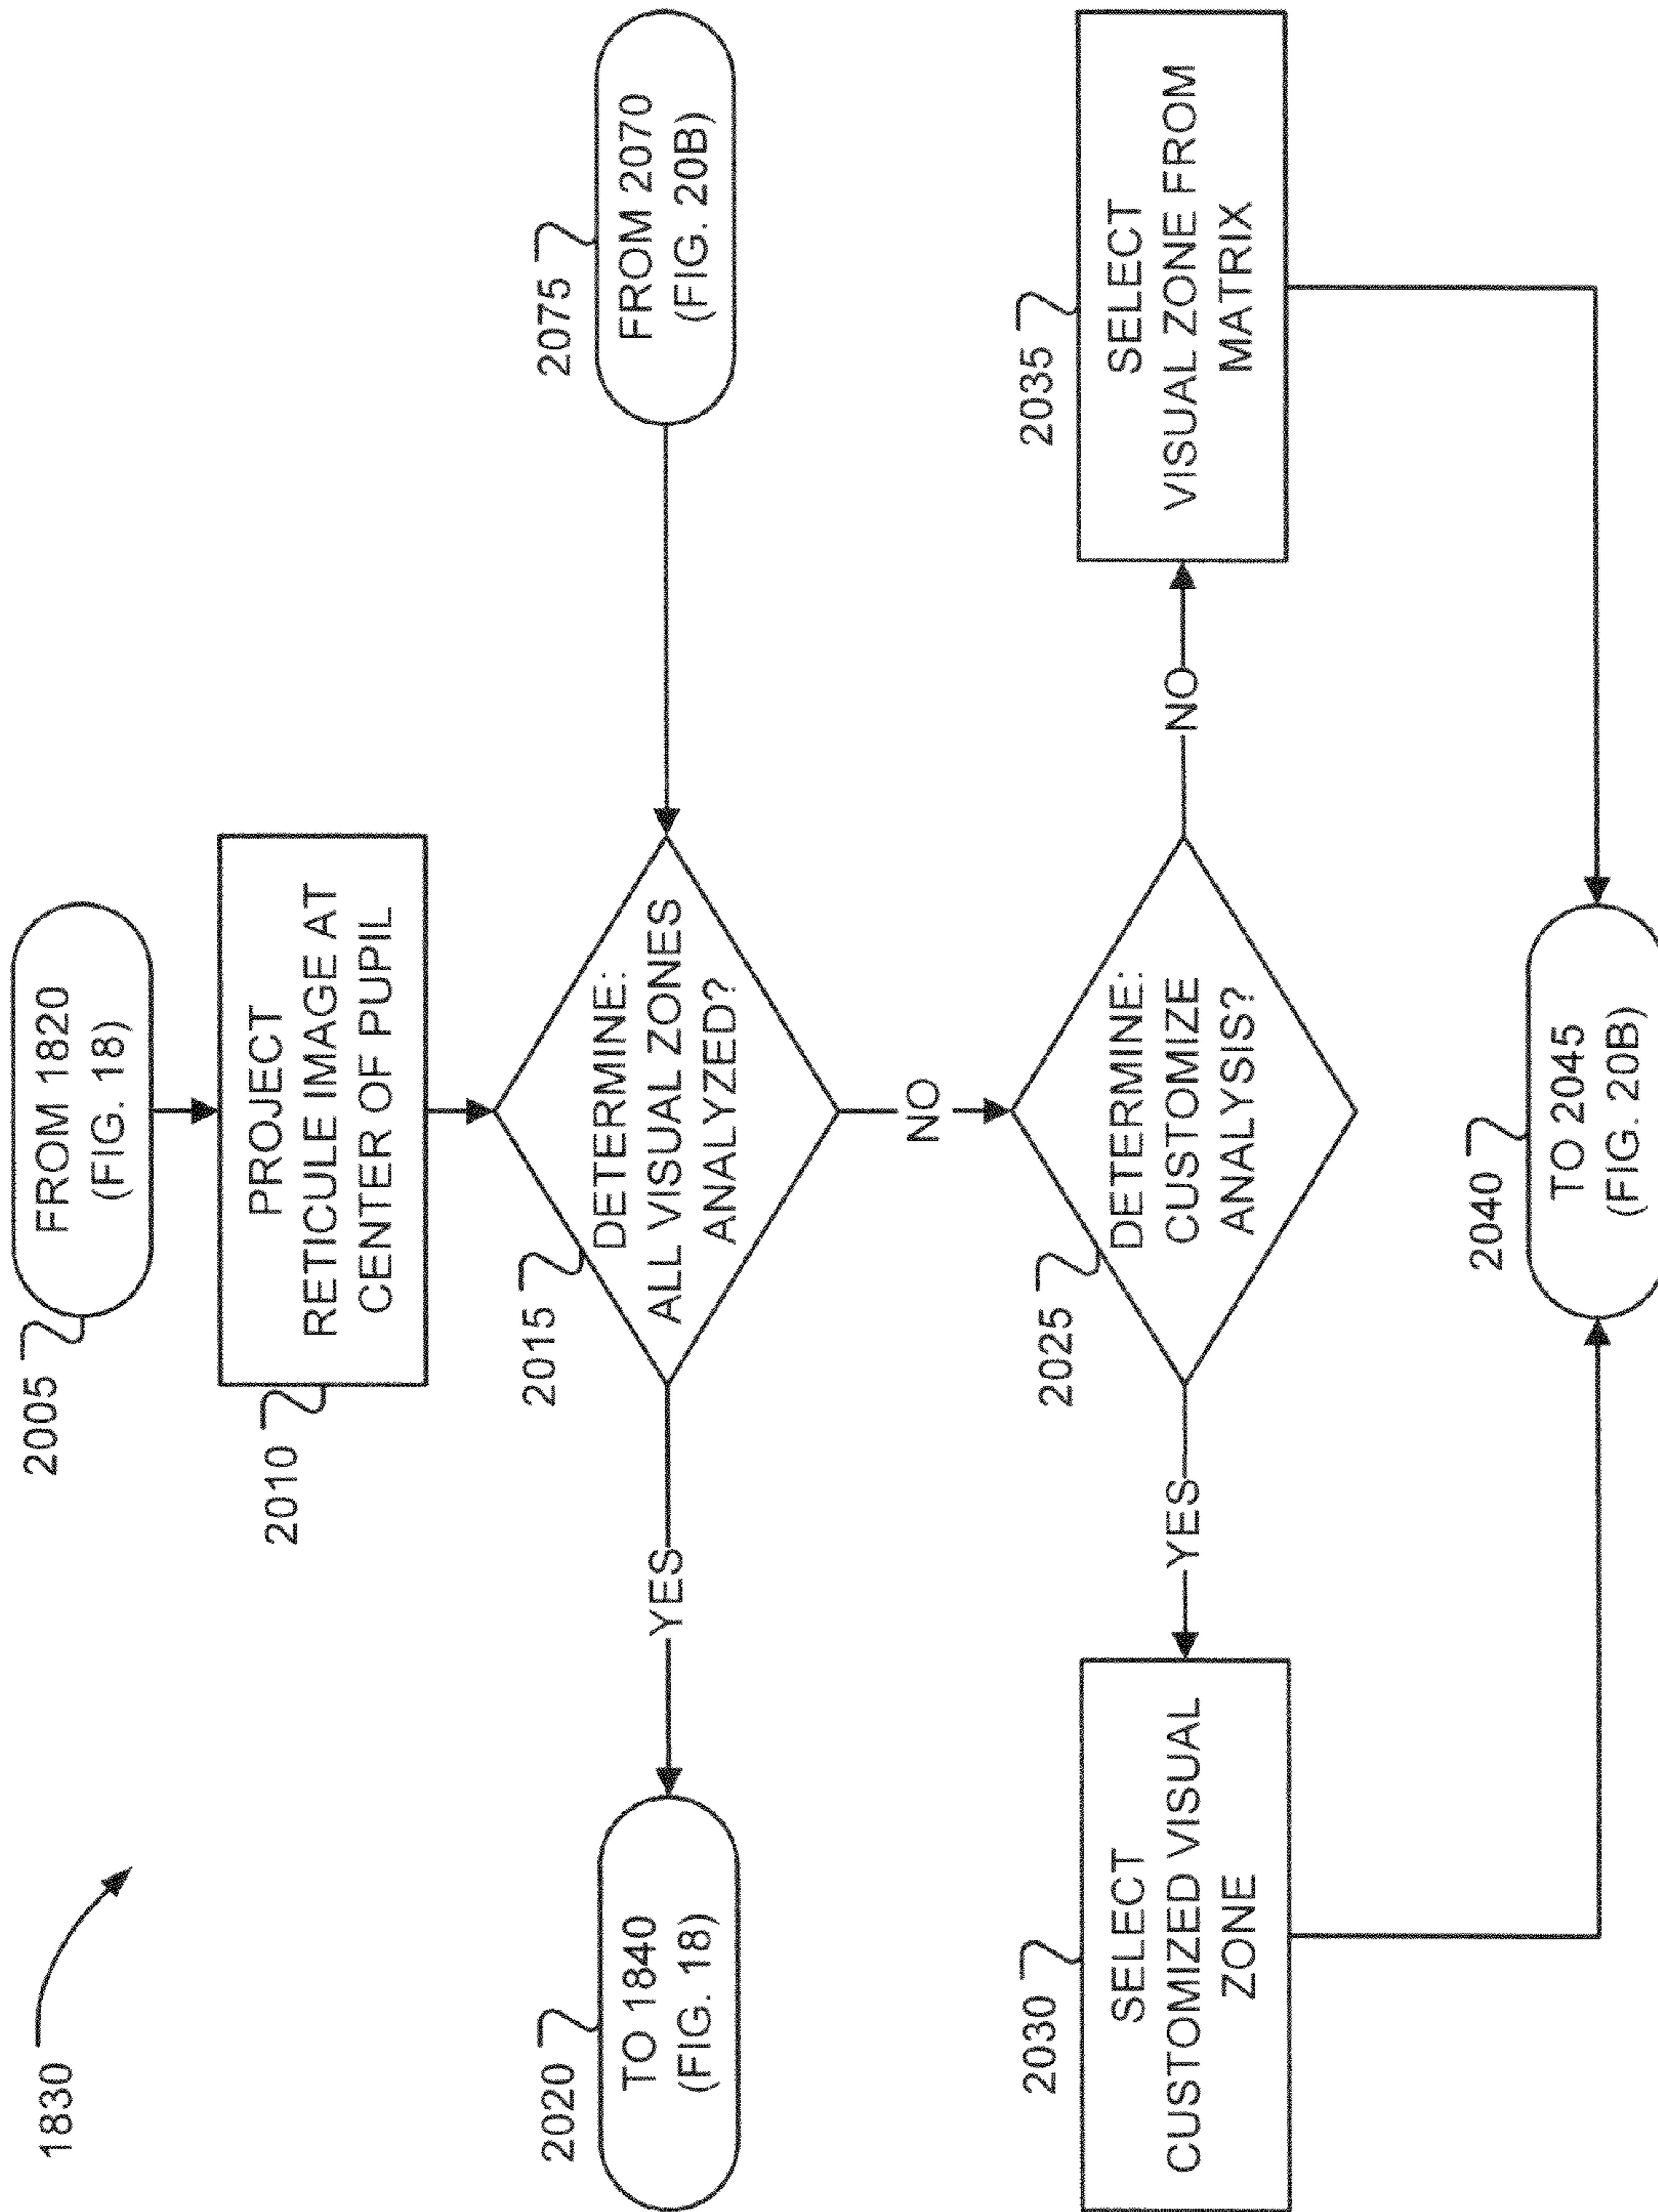 1830
2005
FROM 1820
(FIG. 18)
2010
PROJECT
RETICULE IMAGE AT
CENTER OF PUPIL
2015
DETERMINE:
ALL VISUAL ZONES
ANALYZED?
2075
FROM 2070
(FIG. 20B)
YES
2020
TO 1840
(FIG. 18)
NO
2025
DETERMINE:
CUSTOMIZE
ANALYSIS?
YES
NO
2030
SELECT
CUSTOMIZED VISUAL
ZONE
2035
SELECT
VISUAL ZONE FROM
MATRIX
2040
TO 2045
(FIG. 20B)